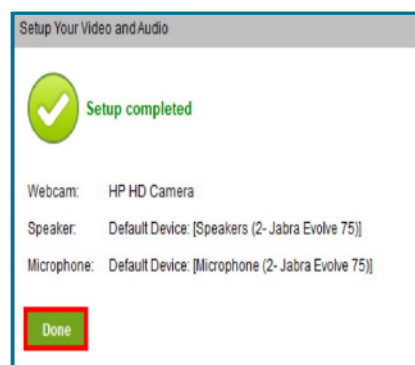 Setup Your Video and Audio
Setup completed
Webcam: HP HD Camera
Speaker: Default Device: [Speakers (2- Jabra Evolve 75)]
Microphone: Default Device: [Microphone (2- Jabra Evolve 75)]
Done